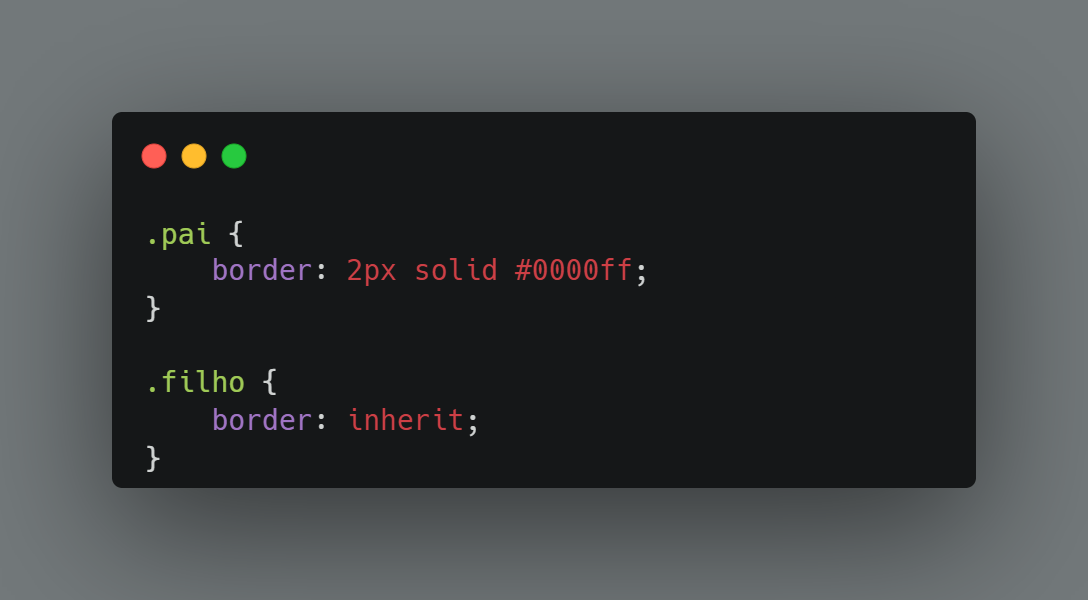 .pai {
    border: 2px solid #0000ff;
}

.filho {
    border: inherit;
}